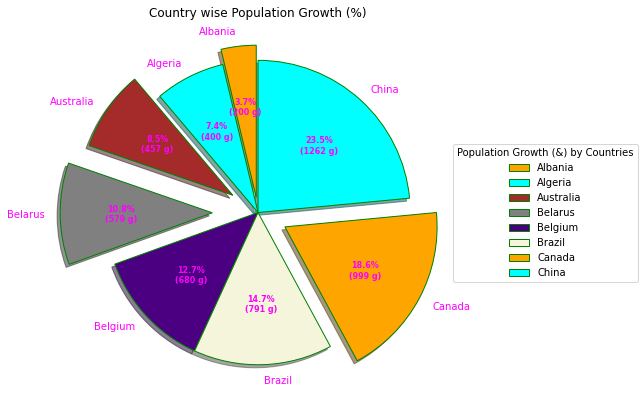 Country wise Population Growth (%)
Albania
Algeria
China
Australia
3.7%
(200 g)
7.4%
(400 g)
8.5%
(457 g)
23.5%
(1262 g)
Population Growth (&) by Countries
Albania
Algeria
Australia
Belarus
Belgium
Brazil
Canada
China
Belarus
10.8%
(579 g)
12.7%
(680 g)
18.6%
(999 g)
14.7%
(791 g)
Canada
Belgium
Brazil